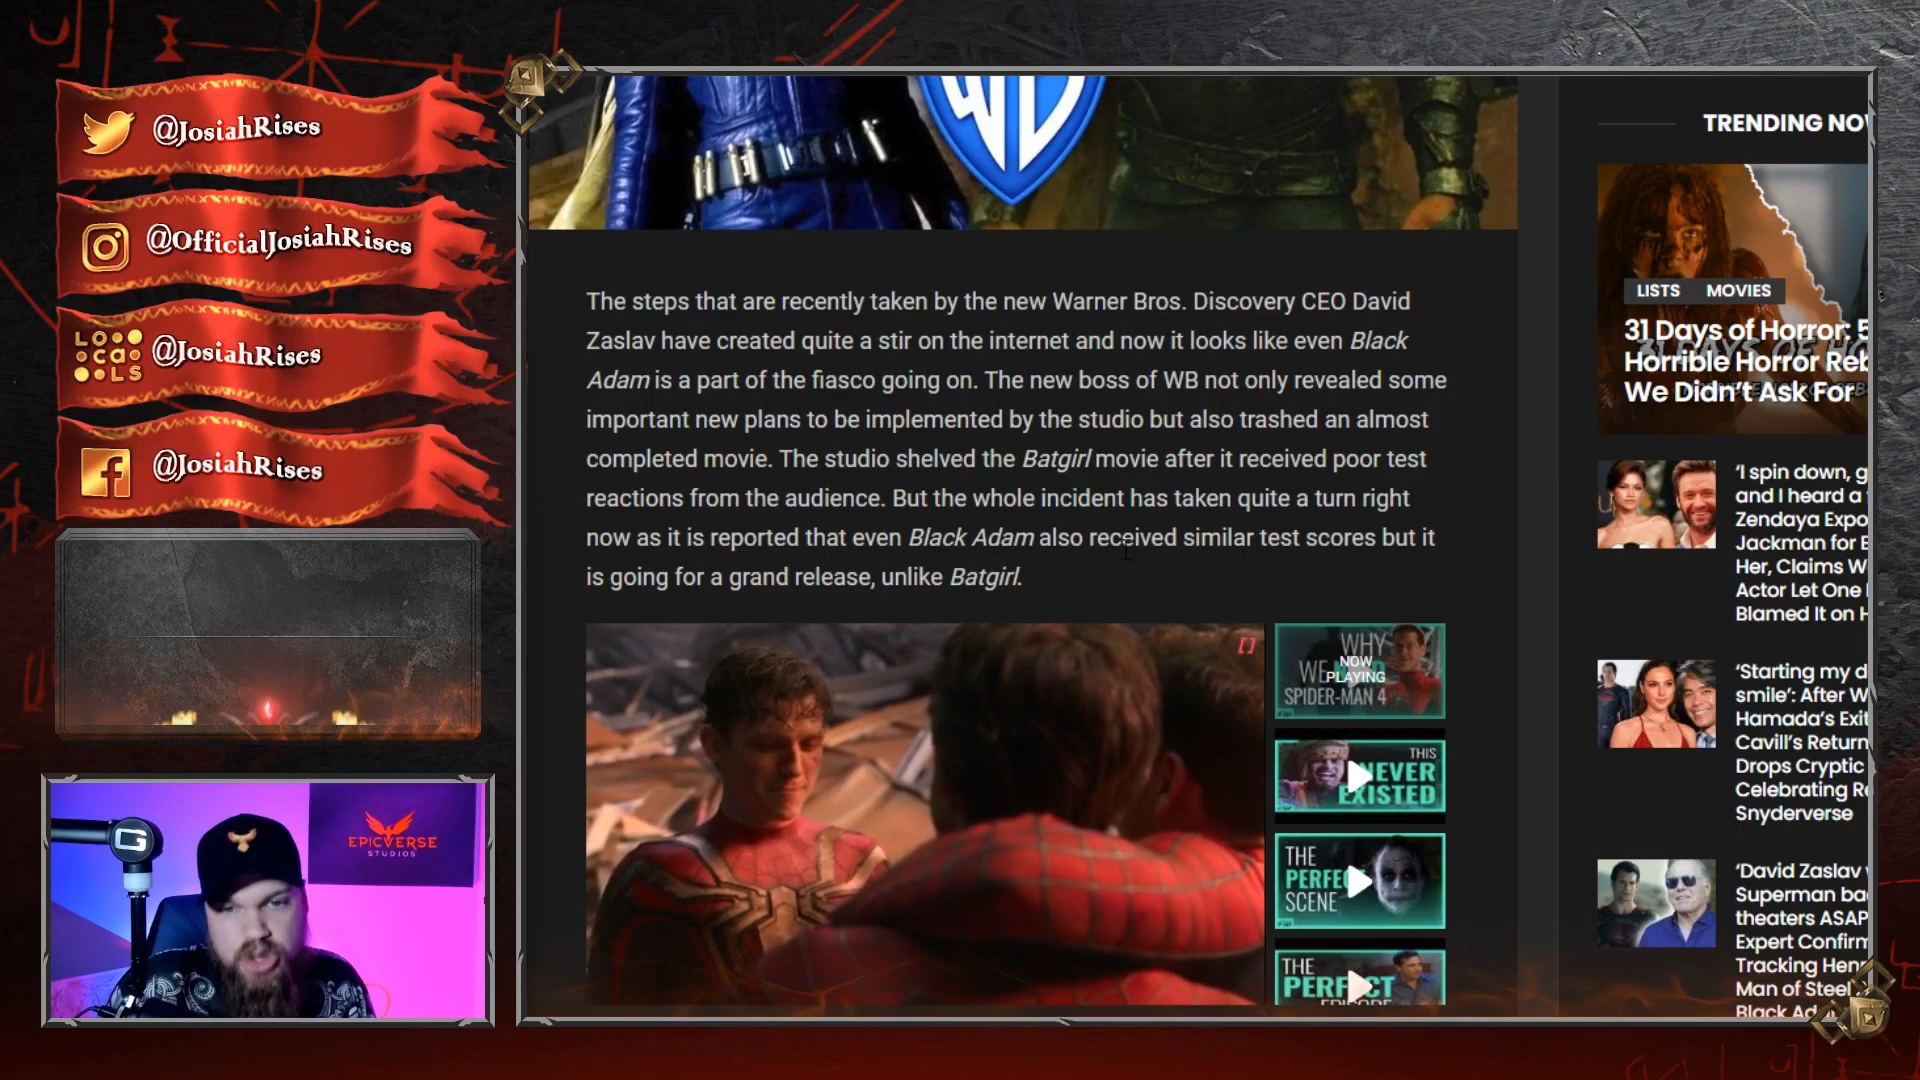 @JosiahRises
@OfficialJosiahRises
LO
ca
LS
@JosiahRises
@JosiahRises
EPICVERSE
STUDIOS
The steps that are recently taken by the new Warner Bros. Discovery CEO David
Zaslav have created quite a stir on the internet and now it looks like even Black
Adam is a part of the fiasco going on. The new boss of WB not only revealed some
important new plans to be implemented by the studio but also trashed an almost
completed movie. The studio shelved the Batgirl movie after it received poor test
reactions from the audience. But the whole incident has taken quite a turn right
now as it is reported that even Black Adam also received similar test scores but it
is going for a grand release, unlike Batgirl.
WHY
NOW
PLAYING
SPIDER-MAN 4
THIS
NEVER
EXISTED
THE
SCENE
THE
TRENDING
LISTS MOVIES
31 Days of Horror:
Horrible Horror
We Didn't Ask For
'I spin down,
and I heard a
Zendaya
Jackman for
Her, Claims
Actor Let One
Blamed It on
'Starting my
smile': After
Hamada's
Cavill's Return
Drops Cryptic
Celebrating
Snyderverse
'David Zaslav
Superman
theaters ASAP
Expert
Tracking
Man of Steel
Black